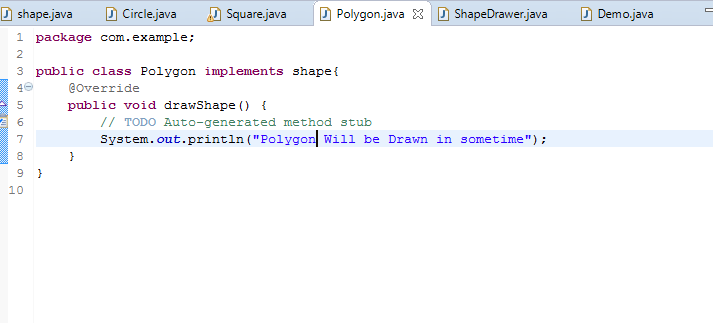 shape.java Circle.java Square.java Polygon.java ShapeDrawer.java Demo.java
1 package com.example;
2
3 public class Polygon implements shape{
4 @Override
5 public void drawShape() {
6 // TODO Auto-generated method stub
7 System.out.println("Polygon Will be Drawn in sometime");
8 }
9 }
10